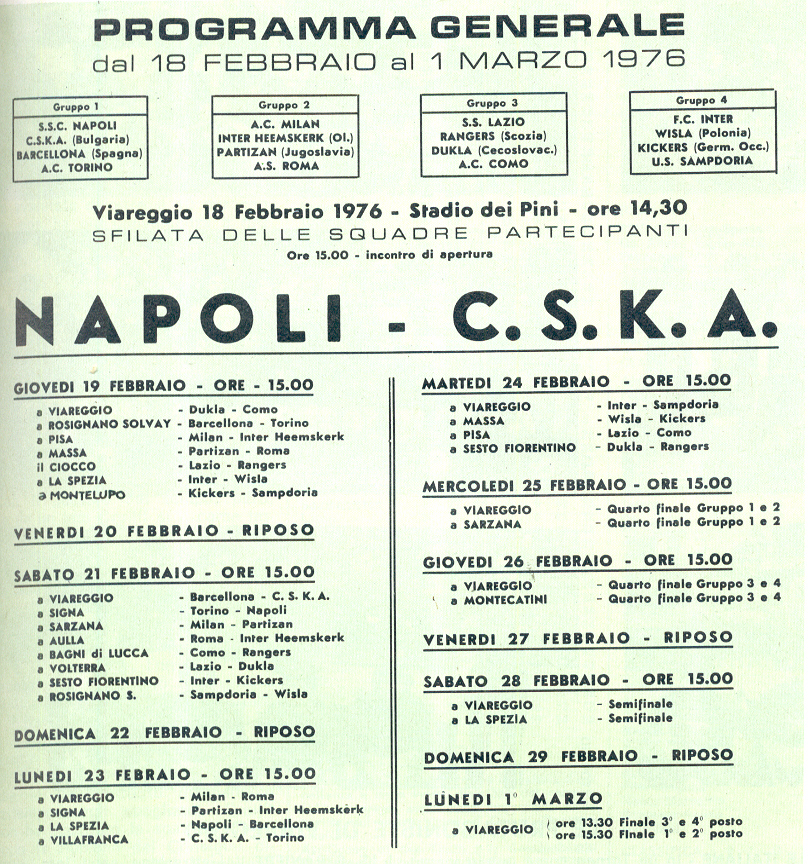 PROGRAMMA GENERALE
dal 18 FEBBRAIO al 1 MARZO 1976
Gruppo 1
S.S.C. NAPOLI
C.S.K.A. (Bulgaria)
BARCELLONA (Spagna)
A.C. TORINO
Gruppo 2
A.C. MILAN
INTER HEEMSKERK (Ol.)
PARTIZAN (Jugoslavia)
A.S. ROMA
Gruppo 3
S.S. LAZIO
RANGERS (Scozia)
DUKLA (Cecoslovac.)
A.C. COMO
Gruppo 4
F.C. INTER
WISLA (Polonia)
KICKERS (Germ. Occ.)
U.S. SAMPDORIA
Viareggio 18 Febbraio 1976 - Stadio dei Pini - ore 14,30
SFILATA DELLE SQUADRE PARTECIPANTI
Ore 15.00 - incontro di apertura
NAPOLI - C.S.K.A.
GIOVEDI 19 FEBBRAIO - ORE - 15.00
a VIAREGGIO - Dukla - Como
a ROSIGNANO SOLVAY - Barcellona - Torino
a PISA - Milan - Inter Heemskerk
a MASSA - Partizan - Roma
il CIOCCO - Lazio - Rangers
a LA SPEZIA - Inter - Wisla
a MONTELUPO - Kickers - Sampdoria
VENERDI 20 FEBBRAIO - RIPOSO
SABATO 21 FEBBRAIO - ORE 15.00
a VIAREGGIO - Barcellona - C.S.K.A.
a SIGNA - Torino - Napoli
a SARZANA - Milan - Partizan
a AULLA - Roma - Inter Heemskerk
a BAGNI di LUCCA - Como - Rangers
a VOLTERRA - Lazio - Dukla
a SESTO FIORENTINO - Inter - Kickers
a ROSIGNANO S. - Sampdoria - Wisla
DOMENICA 22 FEBBRAIO - RIPOSO
LUNEDI 23 FEBRAIO - ORE 15.00
a VIAREGGIO - Milan - Roma
a SIGNA - Partizan - Inter Heemskerk
a LA SPEZIA - Napoli - Barcellona
a VILLAFRANCA - C.S.K.A. - Torino
MARTEDI 24 FEBBRAIO - ORE 15.00
a VIAREGGIO - Inter - Sampdoria
a MASSA - Wisla - Kickers
a PISA - Lazio - Como
a SESTO FIORENTINO - Dukla - Rangers
MERCOLEDI 25 FEBBRAIO - ORE 15.00
a VIAREGGIO - Quarto finale Gruppo 1 e 2
a SARZANA - Quarto finale Gruppo 1 e 2
GIOVEDI 26 FEBBRAIO - ORE 15.00
a VIAREGGIO - Quarto finale Gruppo 3 e 4
a MONTECATINI - Quarto finale Gruppo 3 e 4
VENERDI 27 FEBBRAIO - RIPOSO
SABATO 28 FEBBRAIO - ORE 15.00
a VIAREGGIO - Semifinale
a LA SPEZIA - Semifinale
DOMENICA 29 FEBBRAIO - RIPOSO
LUNEDI 1° MARZO
a VIAREGGIO ( ore 13.30 Finale 3° e 4° posto
( ore 15.30 Finale 1° e 2° posto